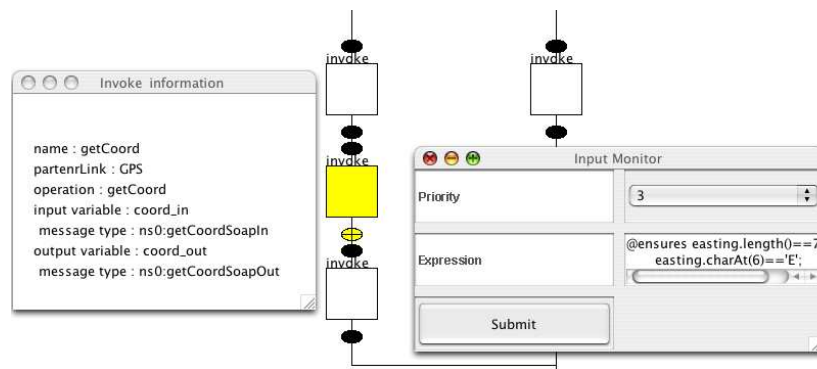 invoke
invoke
Invoke information
name : getCoord
partenrLink : GPS
operation : getCoord
input variable : coord_in
message type : ns0:getCoordSoapIn
output variable : coord_out
message type : ns0:getCoordSoapOut
invoke
invoke
Input Monitor
Priority
3
Expression
@ensures easting.length()==7
easting.charAt(6)=='E';
Submit